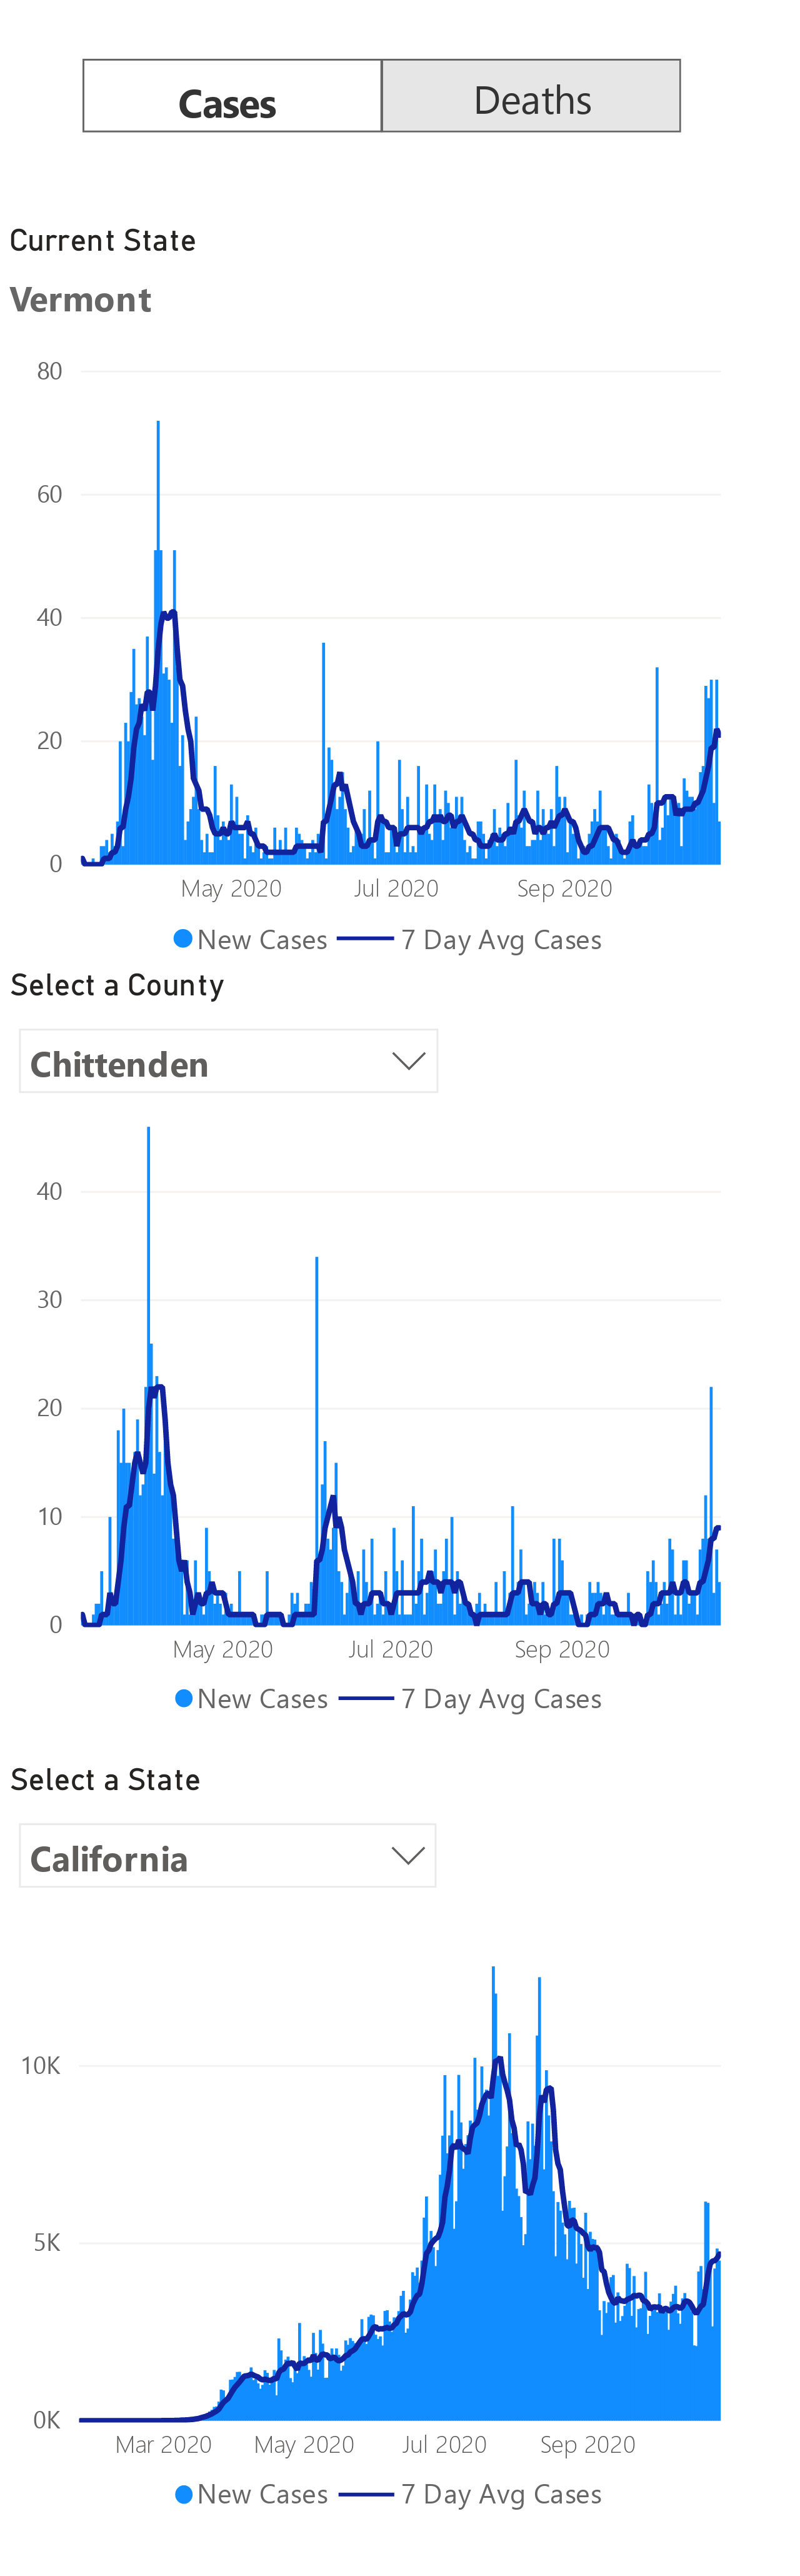 Cases Deaths
Current State
Vermont
80
60
40
20
0
May 2020 Jul 2020 Sep 2020
New Cases 7 Day Avg Cases
Select a County
Chittenden
40
30
20
10
0
May 2020 Jul 2020 Sep 2020
New Cases 7 Day Avg Cases
Select a State
California
10K
5K
0K
Mar 2020 May 2020 Jul 2020 Sep 2020
New Cases 7 Day Avg Cases